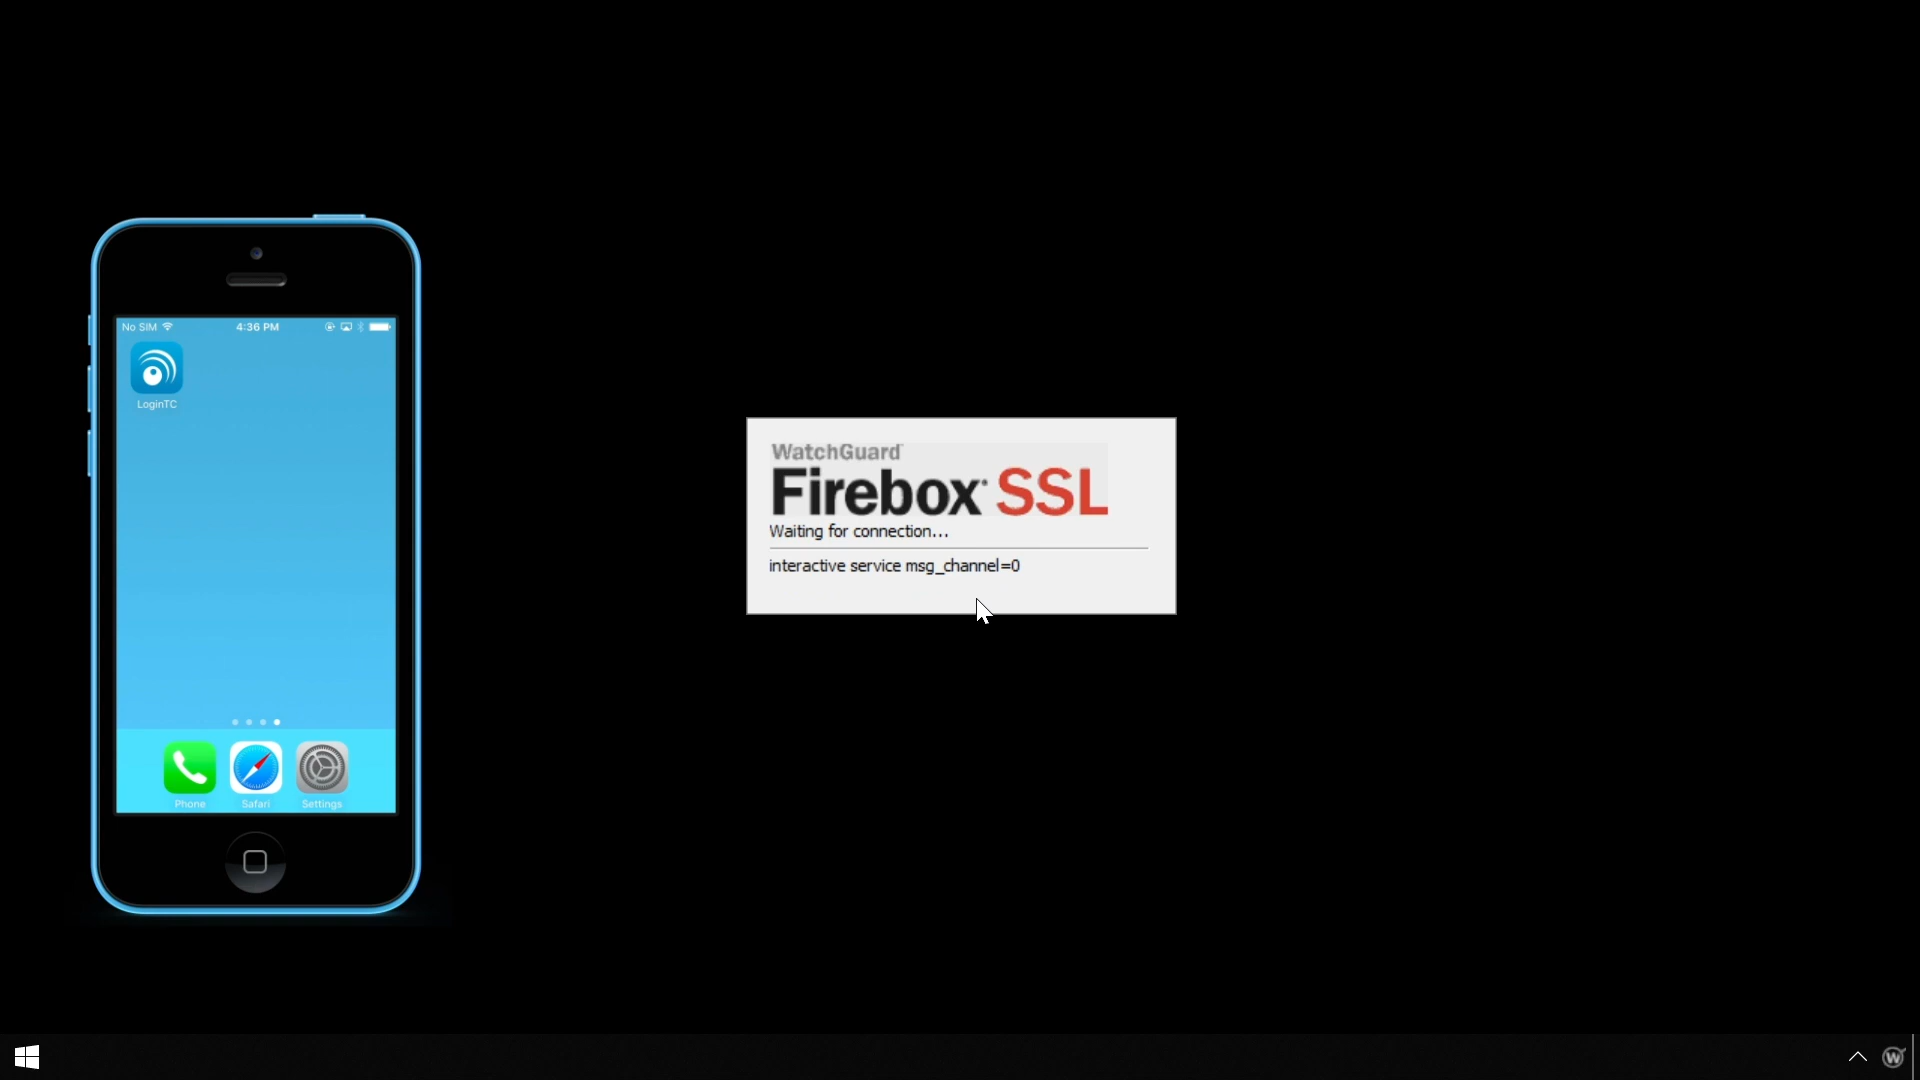 No SIM
4:36 PM
LoginTC
Phone
Safari
Settings
WatchGuard
Firebox SSL
Waiting for connection...
interactive service msg_channel=0
W